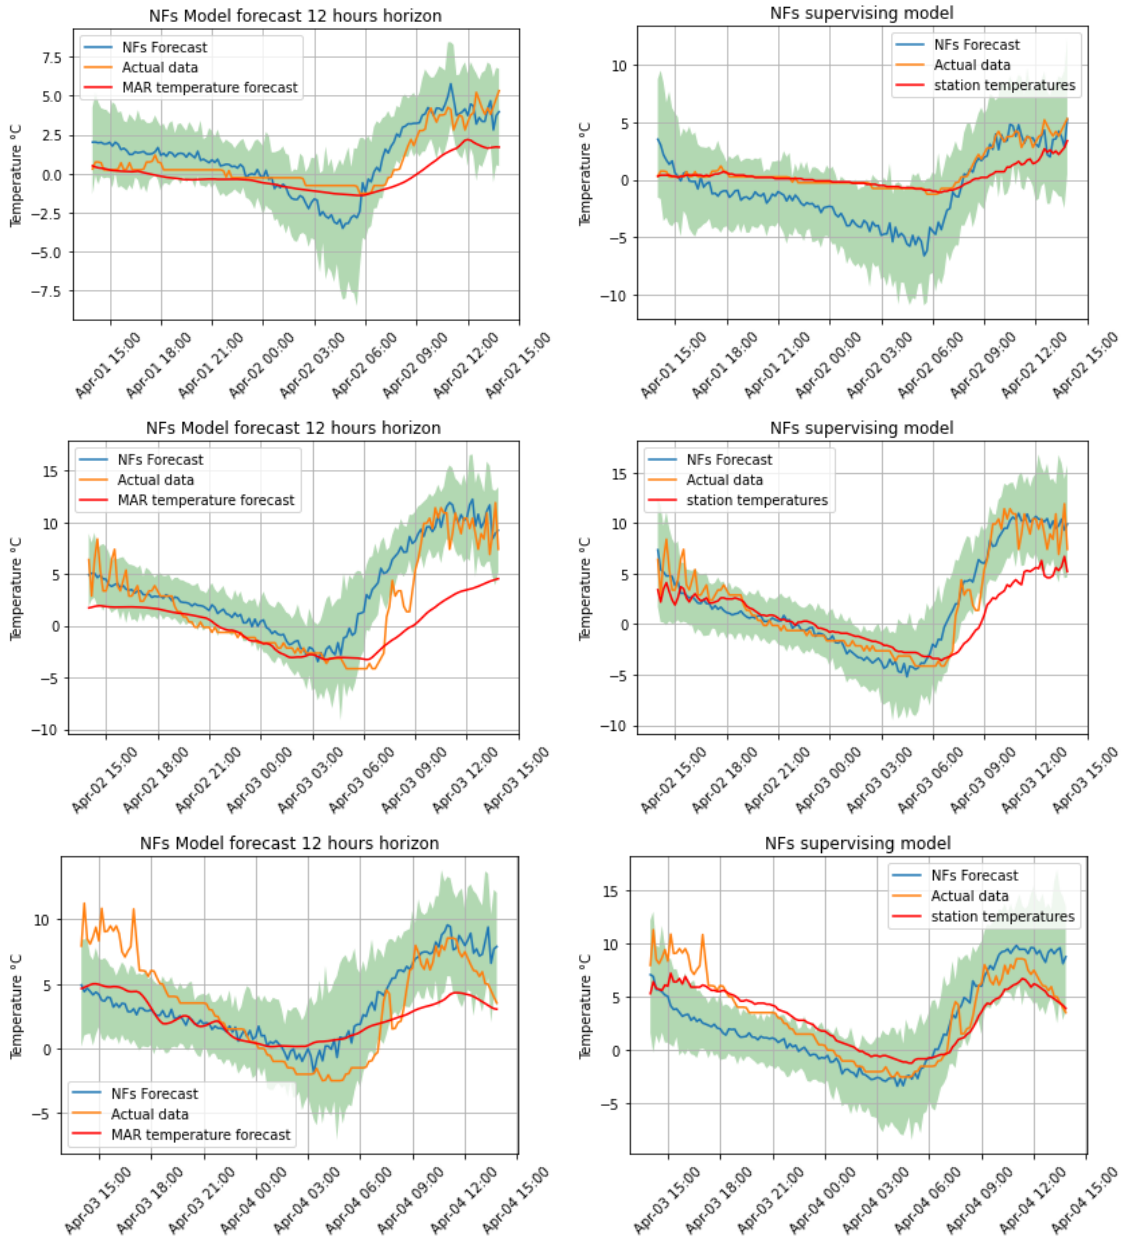 NFs Model forecast 12 hours horizon
NFs Forecast
Actual data
MAR temperature forecast
Temperature °C
7.5
5.0
2.5
0.0
−2.5
−5.0
−7.5
Apr-01 15:00
Apr-01 18:00
Apr-01 21:00
Apr-02 00:00
Apr-02 03:00
Apr-02 06:00
Apr-02 09:00
Apr-02 12:00
Apr-02 15:00
NFs supervising model
NFs Forecast
Actual data
station temperatures
Temperature °C
10
5
0
−5
−10
Apr-01 15:00
Apr-01 18:00
Apr-01 21:00
Apr-02 00:00
Apr-02 03:00
Apr-02 06:00
Apr-02 09:00
Apr-02 12:00
Apr-02 15:00
NFs Model forecast 12 hours horizon
NFs Forecast
Actual data
MAR temperature forecast
Temperature °C
15
10
5
0
−5
−10
Apr-02 15:00
Apr-02 18:00
Apr-02 21:00
Apr-03 00:00
Apr-03 03:00
Apr-03 06:00
Apr-03 09:00
Apr-03 12:00
Apr-03 15:00
NFs supervising model
NFs Forecast
Actual data
station temperatures
Temperature °C
15
10
5
0
−5
−10
Apr-02 15:00
Apr-02 18:00
Apr-02 21:00
Apr-03 00:00
Apr-03 03:00
Apr-03 06:00
Apr-03 09:00
Apr-03 12:00
Apr-03 15:00
NFs Model forecast 12 hours horizon
NFs Forecast
Actual data
MAR temperature forecast
Temperature °C
10
5
0
−5
Apr-03 15:00
Apr-03 18:00
Apr-03 21:00
Apr-04 00:00
Apr-04 03:00
Apr-04 06:00
Apr-04 09:00
Apr-04 12:00
Apr-04 15:00
NFs supervising model
NFs Forecast
Actual data
station temperatures
Temperature °C
15
10
5
0
−5
Apr-03 15:00
Apr-03 18:00
Apr-03 21:00
Apr-04 00:00
Apr-04 03:00
Apr-04 06:00
Apr-04 09:00
Apr-04 12:00
Apr-04 15:00